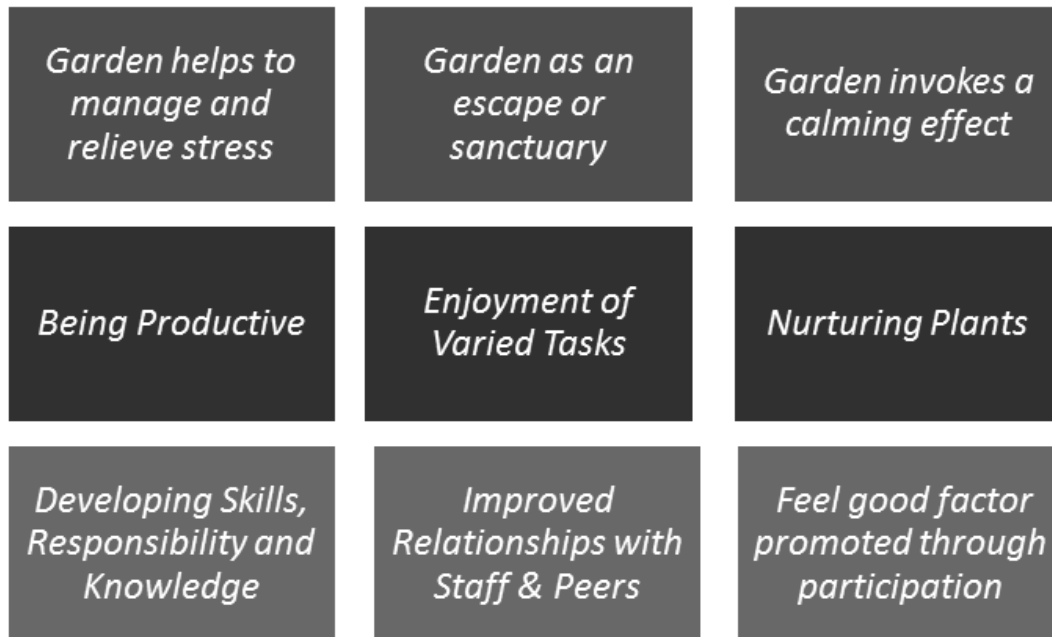 Garden helps to
manage and
relieve stress
Garden as an
escape or
sanctuary
Garden invokes a
calming effect
Being Productive
Enjoyment of
Varied Tasks
Nurturing Plants
Developing Skills,
Responsibility and
Knowledge
Improved
Relationships with
Staff & Peers
Feel good factor
promoted through
participation